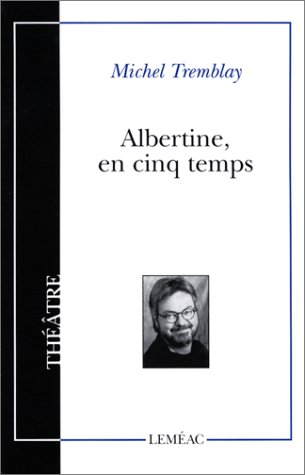 Michel Tremblay
Albertine,
en cinq temps
THÉÂTRE
LEMÉAC